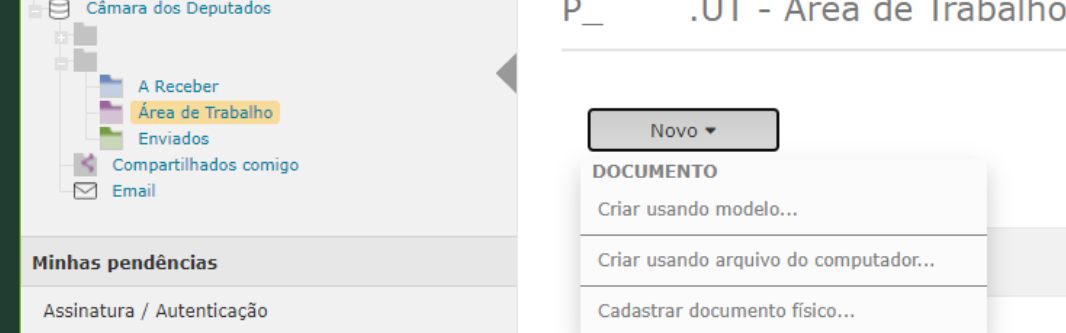 Câmara dos Deputados
A Receber
Área de Trabalho
Enviados
Compartilhados comigo
Email
Minhas pendências
Assinatura / Autenticação
P_ .UT - Área de Trabalho
Novo
DOCUMENTO
Criar usando modelo...
Criar usando arquivo do computador...
Cadastrar documento físico...